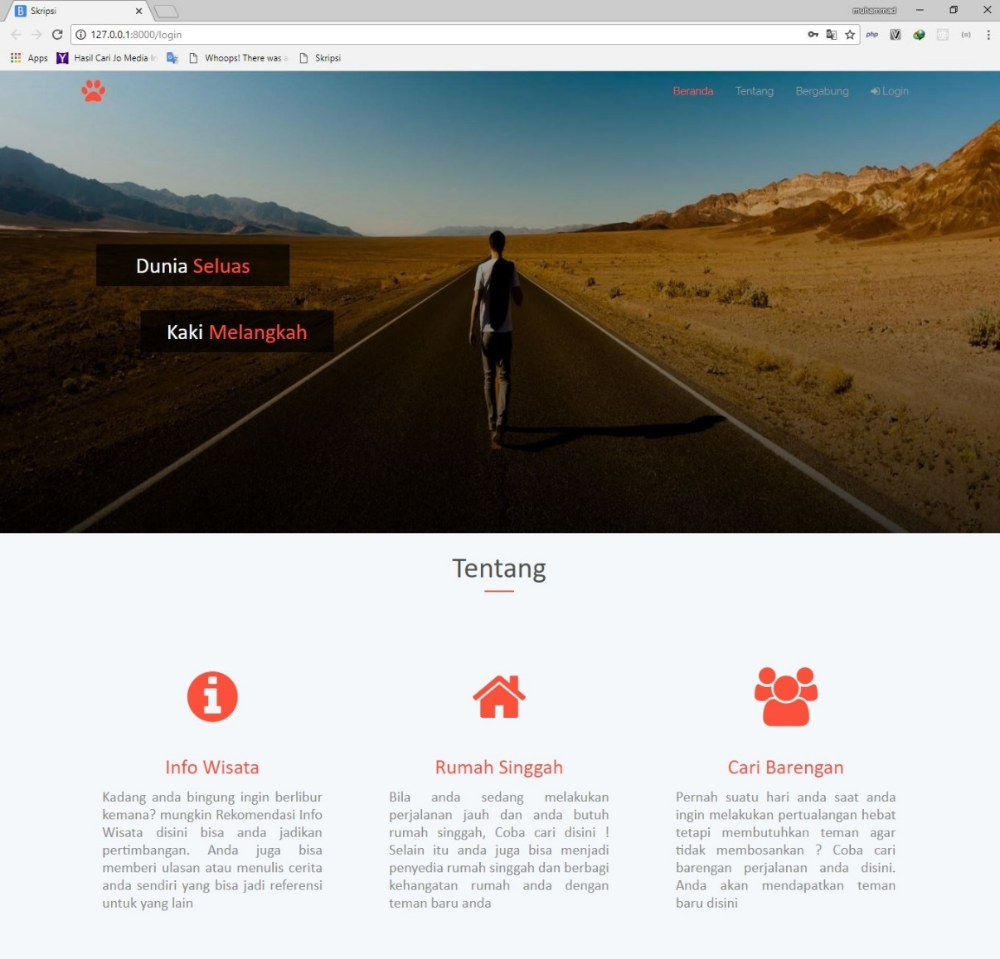 Skripsi
muhammad
127.0.0.1:8000/login
php
Apps
Hasil Cari Jo Media In
Whoops! There was a
Skripsi
Beranda
Tentang
Bergabung
Login
Dunia Seluas
Kaki Melangkah
Tentang
Info Wisata
Kadang anda bingung ingin berlibur
kemana? mungkin Rekomendasi Info
Wisata disini bisa anda jadikan
pertimbangan. Anda juga bisa
memberi ulasan atau menulis cerita
anda sendiri yang bisa jadi referensi
untuk yang lain
Rumah Singgah
Bila anda sedang melakukan
perjalanan jauh dan anda butuh
rumah singgah, Coba cari disini !
Selain itu anda juga bisa menjadi
penyedia rumah singgah dan berbagi
kehangatan rumah anda dengan
teman baru anda
Cari Barengan
Pernah suatu hari anda saat anda
ingin melakukan pertualangan hebat
tetapi membutuhkan teman agar
tidak membosankan ? Coba cari
barengan perjalanan anda disini.
Anda akan mendapatkan teman
baru disini